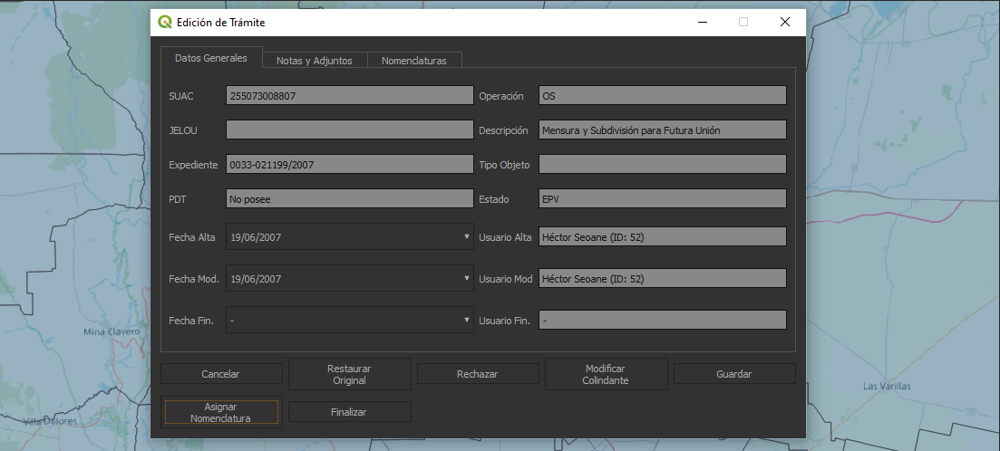 Edición de Trámite
Datos Generales
Notas y Adjuntos
Nomenclaturas
SUAC
255073008807
Operación
OS
JELOU
Descripción
Mensura y Subdivisión para Futura Unión
Expediente
0033-021199/2007
Tipo Objeto
PDT
No posee
Estado
EPV
Fecha Alta
19/06/2007
Usuario Alta
Héctor Seoane (ID: 52)
Fecha Mod.
19/06/2007
Usuario Mod
Héctor Seoane (ID: 52)
Fecha Fin.
-
Usuario Fin.
-
Cancelar
Restaurar
Original
Rechazar
Modificar
Colindante
Guardar
Asignar
Nomenclatura
Finalizar
Mina Clavero
Villa Dolores
Las Varillas